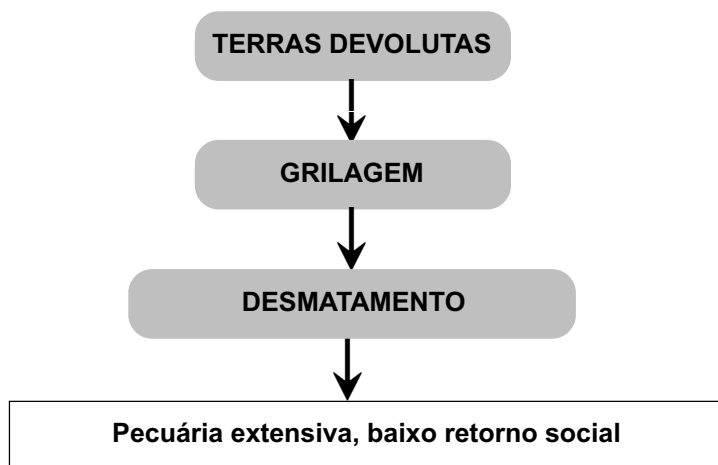 TERRAS DEVOLUTAS
GRILAGEM
DESMATAMENTO
Pecuária extensiva, baixo retorno social